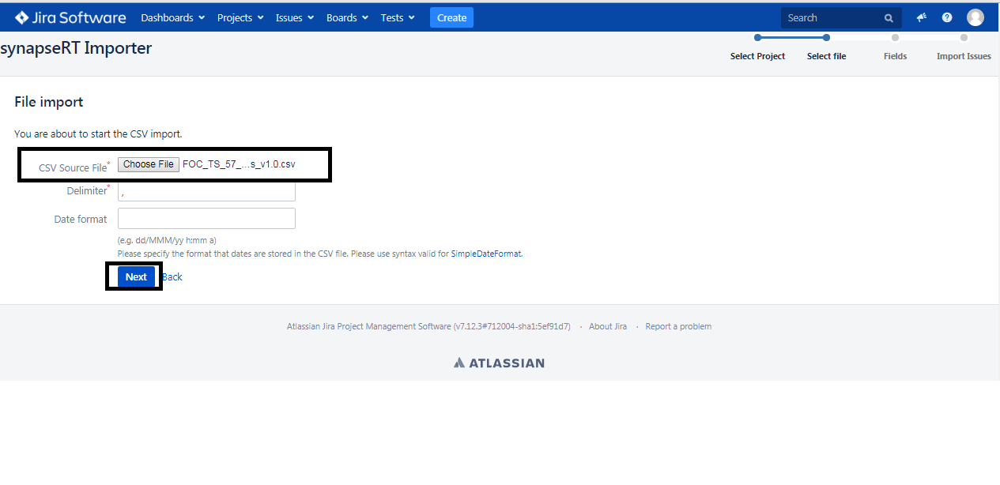 Jira Software Dashboards Projects Issues Boards Tests Create Search
synapseRT Importer
Select Project Select file Fields Import Issues
File import
You are about to start the CSV import.
CSV Source File* Choose File FOC_TS_57_...s_v1.0.csv
Delimiter* ,
Date format
(e.g. dd/MMM/yy h:mm a)
Please specify the format that dates are stored in the CSV file. Please use syntax valid for SimpleDateFormat.
Next Back
Atlassian Jira Project Management Software (v7.12.3#712004-sha1:5ef91d7) · About Jira · Report a problem
ATLASSIAN